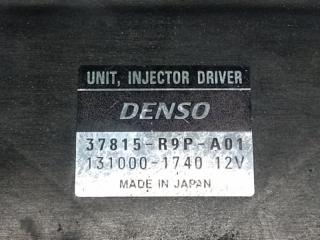 UNIT, INJECTOR DRIVER
DENSO
37815-R9P-A01
131000-1740 12V
MADE IN JAPAN